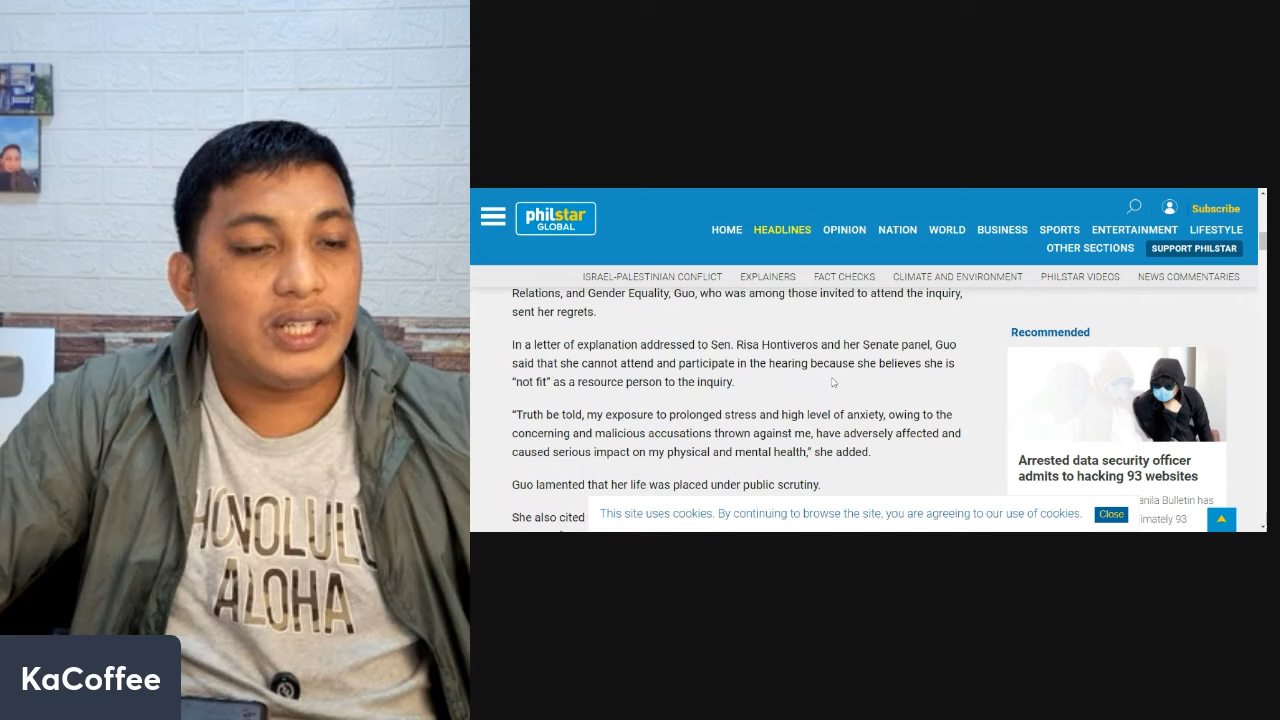 HONOLULU
ALOHA
KaCoffee
philstar
GLOBAL
Subscribe
HOME HEADLINES OPINION NATION WORLD BUSINESS SPORTS ENTERTAINMENT LIFESTYLE
OTHER SECTIONS SUPPORT PHILSTAR
ISRAEL-PALESTINIAN CONFLICT EXPLAINERS FACT CHECKS CLIMATE AND ENVIRONMENT PHILSTAR VIDEOS NEWS COMMENTARIES
Relations, and Gender Equality, Guo, who was among those invited to attend the inquiry,
sent her regrets.
In a letter of explanation addressed to Sen. Risa Hontiveros and her Senate panel, Guo
said that she cannot attend and participate in the hearing because she believes she is
“not fit” as a resource person to the inquiry.
“Truth be told, my exposure to prolonged stress and high level of anxiety, owing to the
concerning and malicious accusations thrown against me, have adversely affected and
caused serious impact on my physical and mental health,” she added.
Guo lamented that her life was placed under public scrutiny.
She also cited
Recommended
Arrested data security officer
admits to hacking 93 websites
anila Bulletin has
imately 93
This site uses cookies. By continuing to browse the site, you are agreeing to our use of cookies. Close